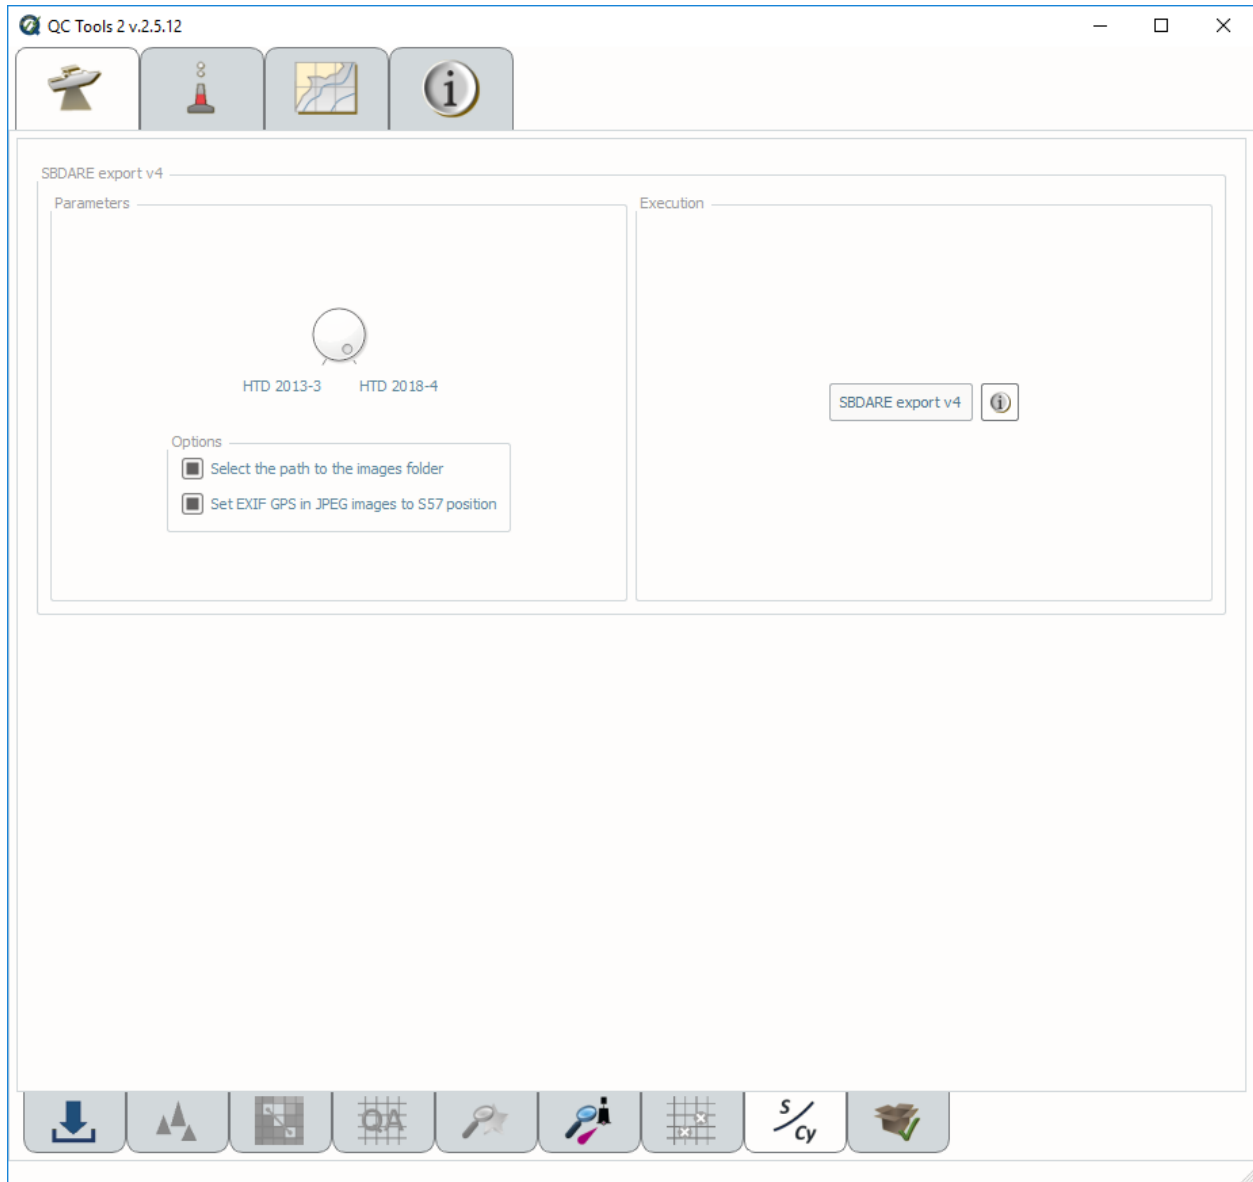 QC Tools 2 v.2.5.12
i
SBDARE export v4
Parameters
Execution
HTD 2013-3 HTD 2018-4
SBDARE export v4 i
Options
Select the path to the images folder
Set EXIF GPS in JPEG images to S57 position
QA
S/Cy